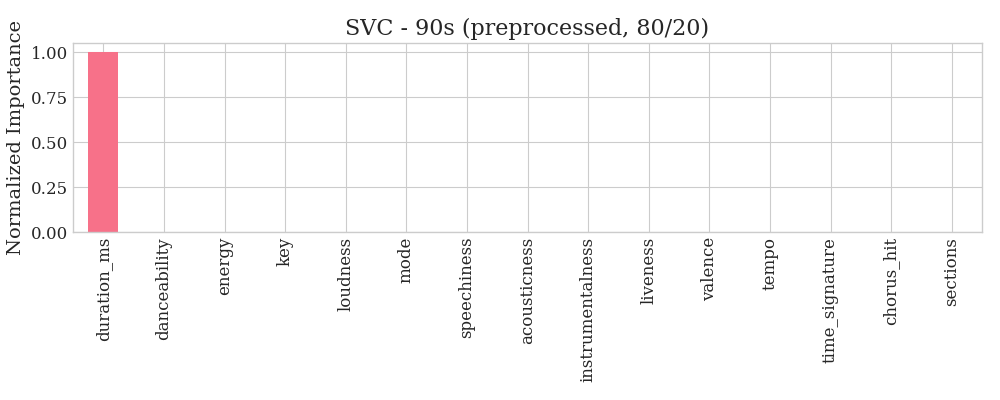 SVC - 90s (preprocessed, 80/20)
Normalized Importance
1.00
0.75
0.50
0.25
0.00
duration_ms
danceability
energy
key
loudness
mode
speechiness
acousticness
instrumentalness
liveness
valence
tempo
time_signature
chorus_hit
sections